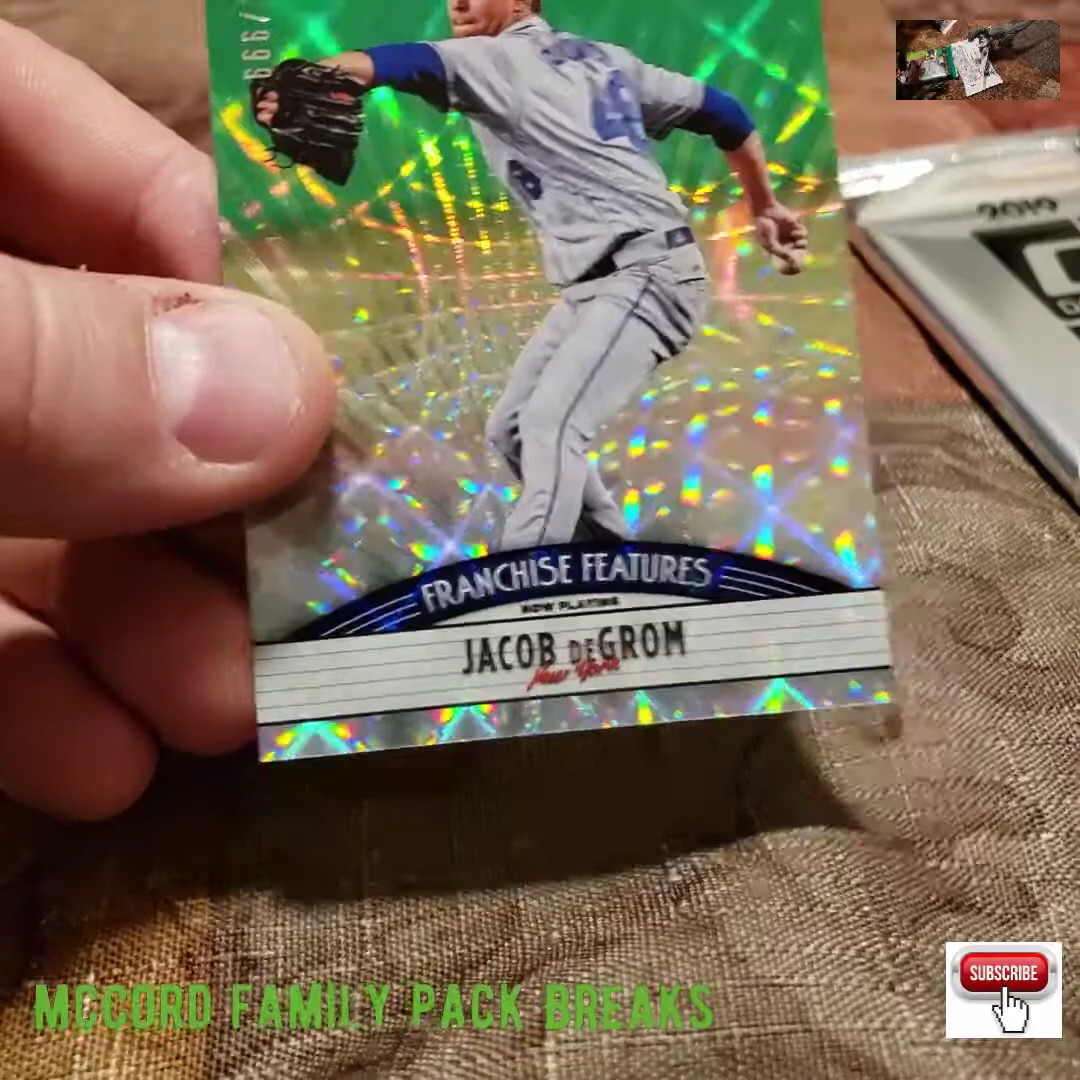 /999
2019
FRANCHISE FEATURES
NOW PLAYING
JACOB DEGROM
New York
SUBSCRIBE
MCCORD FAMILY PACK BREAKS